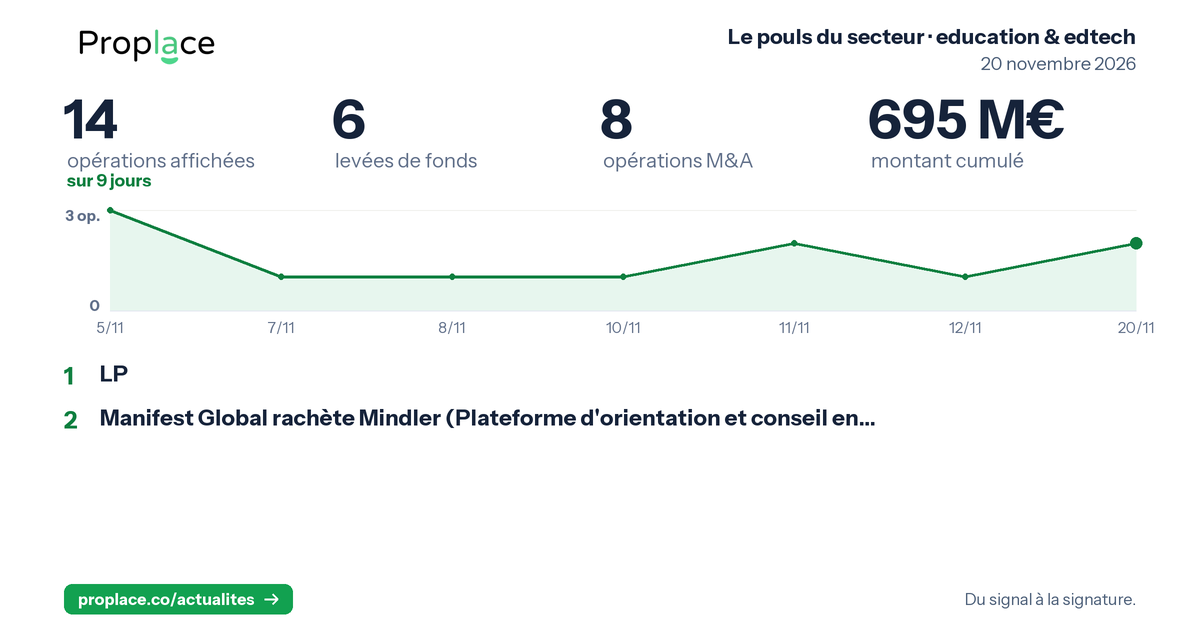 Proplace
Le pouls du secteur · education & edtech
20 novembre 2026
14
opérations affichées
sur 9 jours
6
levées de fonds
8
opérations M&A
695 M€
montant cumulé
3 op.
0
5/11 7/11 8/11 10/11 11/11 12/11 20/11
1 LP
2 Manifest Global rachète Mindler (Plateforme d'orientation et conseil en...
proplace.co/actualites →
Du signal à la signature.